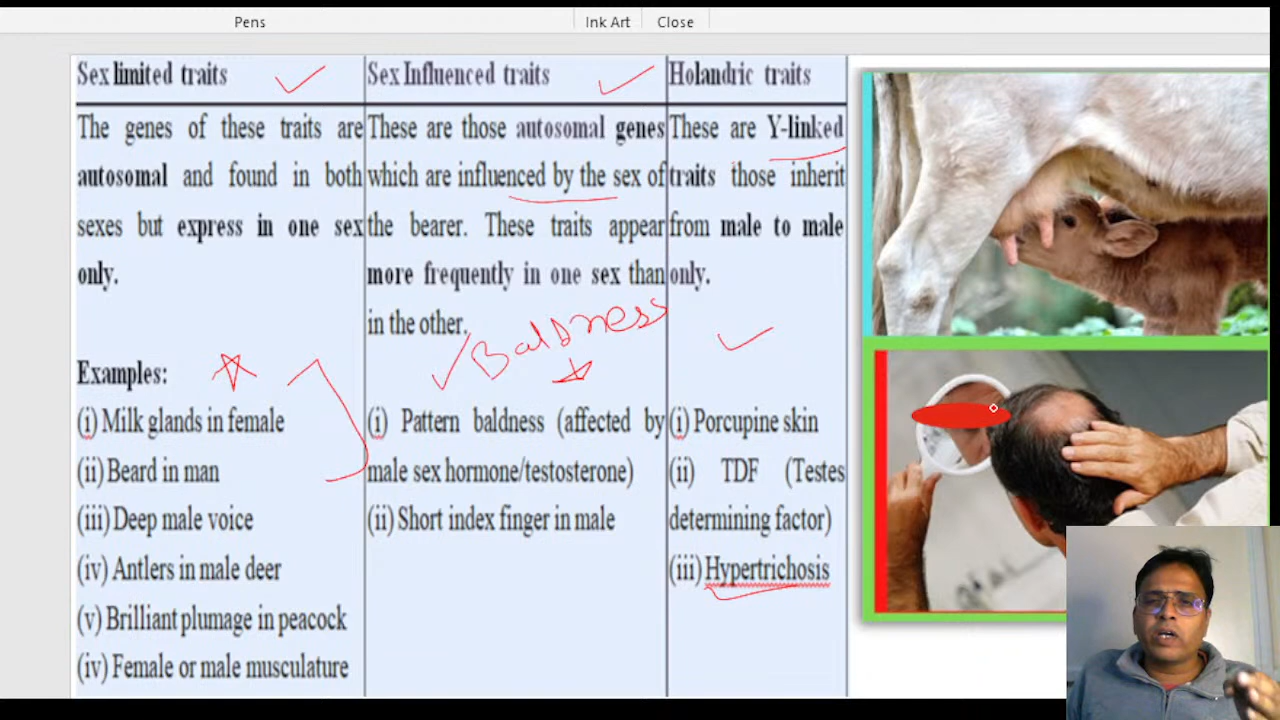 Pens
Ink Art
Close
Sex limited traits
The genes of these traits are
autosomal and found in both
sexes but express in one sex
only.
Examples:
(i) Milk glands in female
(ii) Beard in man
(iii) Deep male voice
(iv) Antlers in male deer
(v) Brilliant plumage in peacock
(iv) Female or male musculature
Sex Influenced traits
These are those autosomal genes
which are influenced by the sex of
the bearer. These traits appear
more frequently in one sex than
in the other.
Baldness
(i) Pattern baldness (affected by
male sex hormone/testosterone)
(ii) Short index finger in male
Holandric traits
These are Y-linked
traits those inherit
from male to male
only.
(i) Porcupine skin
(ii) TDF (Testes
determining factor)
(iii) Hypertrichosis